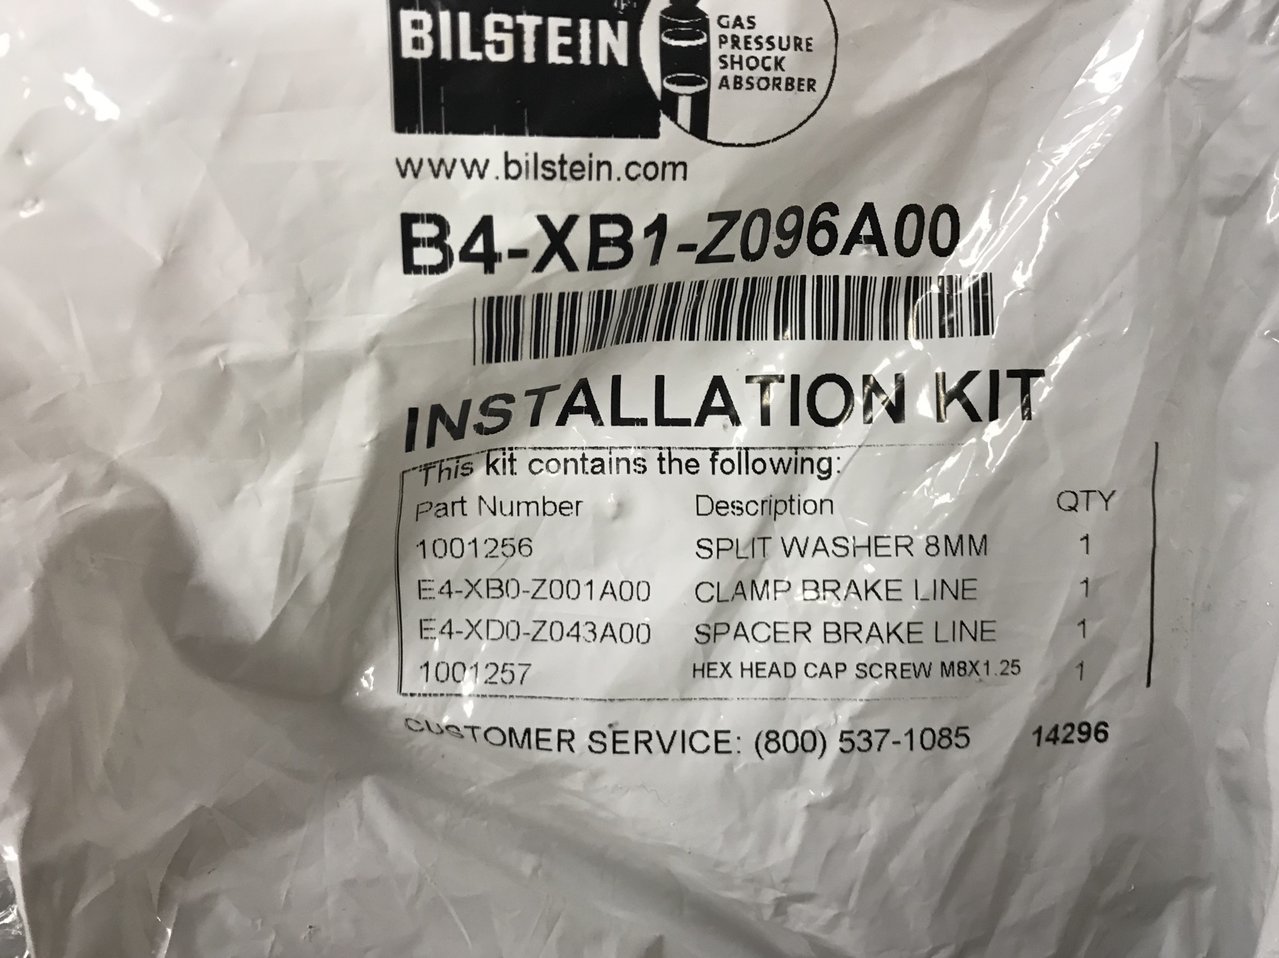 BILSTEIN
GAS
PRESSURE
SHOCK
ABSORBER
www.bilstein.com
B4-XB1-Z096A00
INSTALLATION KIT
This kit contains the following:
Part Number Description QTY
1001256 SPLIT WASHER 8MM 1
E4-XB0-Z001A00 CLAMP BRAKE LINE 1
E4-XD0-Z043A00 SPACER BRAKE LINE 1
1001257 HEX HEAD CAP SCREW M8X1.25 1
CUSTOMER SERVICE: (800) 537-1085 14296